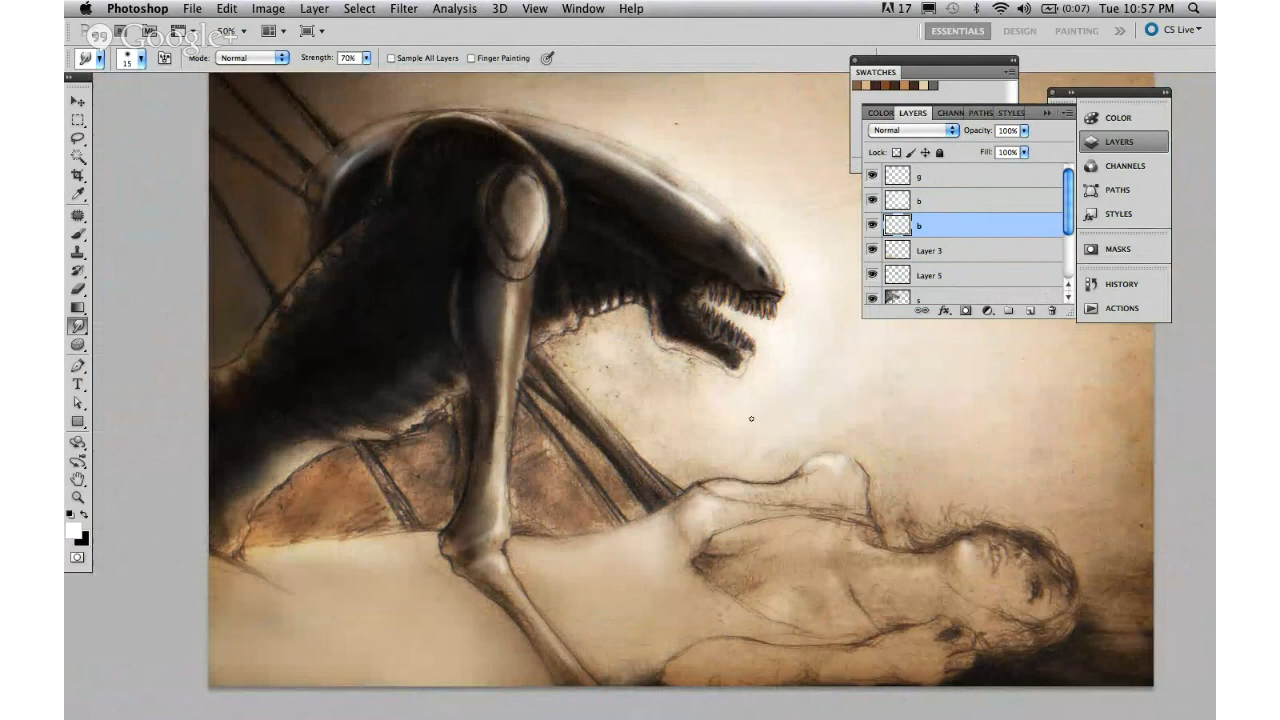 Photoshop File Edit Image Layer Select Filter Analysis 3D View Window Help 17 (0:07) Tue 10:57 PM
Google+ 50% ESSENTIALS DESIGN PAINTING CS Live
15 Mode: Normal Strength: 70% Sample All Layers Finger Painting
SWATCHES
COLOR LAYERS CHANN PATHS STYLES
Normal Opacity: 100%
Lock: Fill: 100%
g
b
b
Layer 3
Layer 5
s
COLOR
LAYERS
CHANNELS
PATHS
STYLES
MASKS
HISTORY
ACTIONS